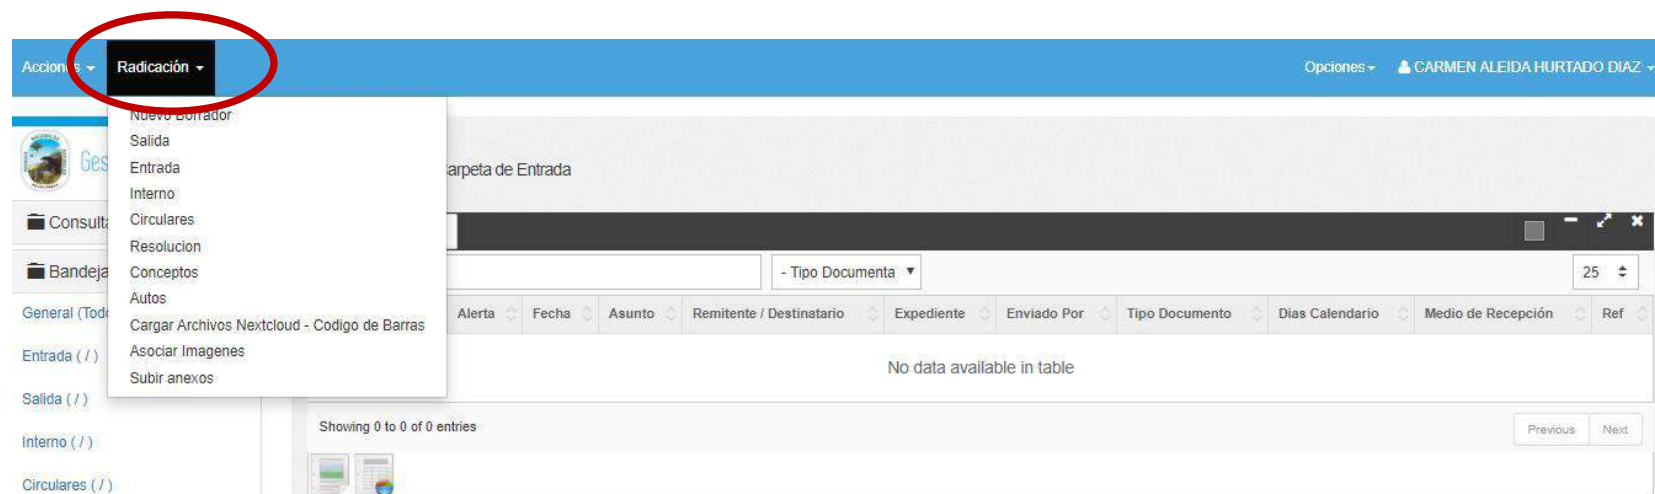 Acciones Radicación Opciones CARMEN ALEIDA HURTADO DIAZ
Nuevo Borrador
Salida
Entrada
Interno
Circulares
Resolucion
Conceptos
Autos
Cargar Archivos Nextcloud - Codigo de Barras
Asociar Imagenes
Subir anexos
Ges
arpeta de Entrada
Consulta
Bandeja
- Tipo Documenta 25
General (Todo
Alerta Fecha Asunto Remitente / Destinatario Expediente Enviado Por Tipo Documento Dias Calendario Medio de Recepción Ref
Entrada ( / )
No data available in table
Salida ( / )
Showing 0 to 0 of 0 entries Previous Next
Interno ( / )
Circulares ( / )